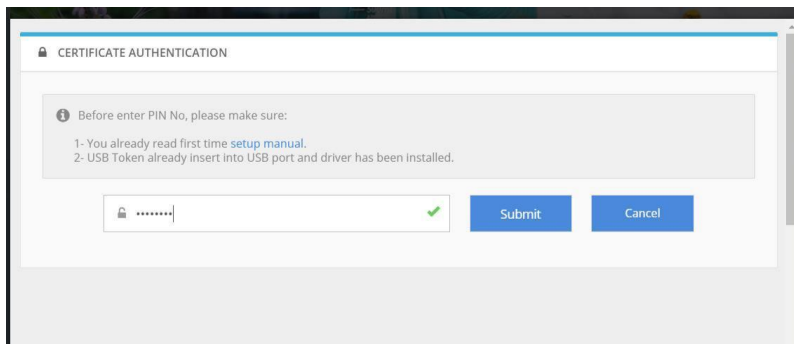 CERTIFICATE AUTHENTICATION
Before enter PIN No, please make sure:
1- You already read first time setup manual.
2- USB Token already insert into USB port and driver has been installed.
••••••••
Submit
Cancel